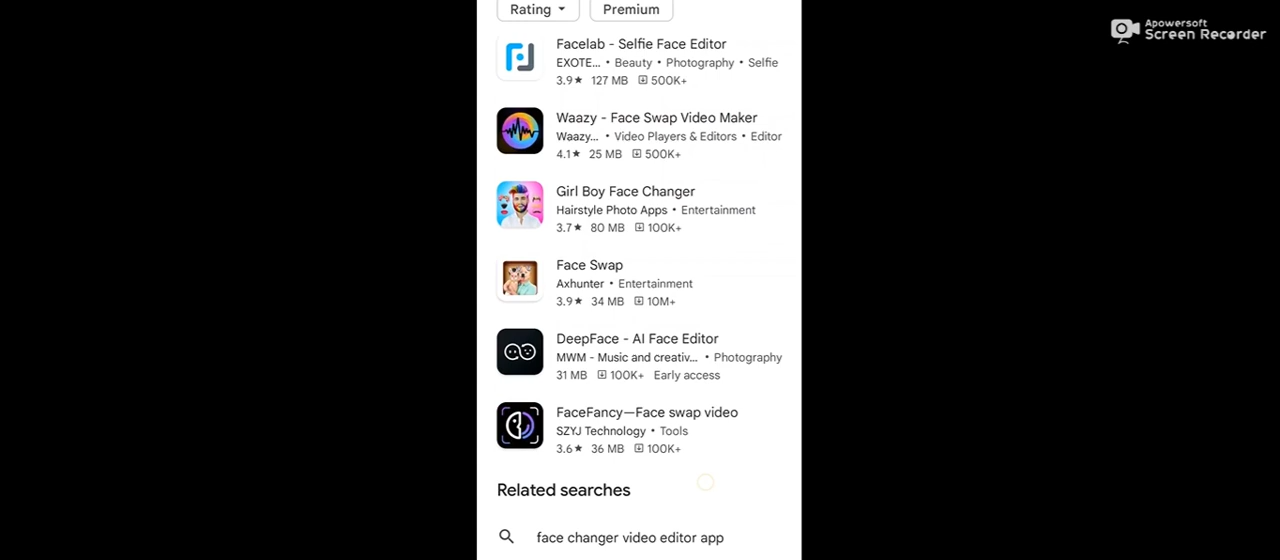 Rating
Premium
Apowersoft
Screen Recorder
Facelab - Selfie Face Editor
EXOTE... • Beauty • Photography • Selfie
3.9★ 127 MB 500K+
Waazy - Face Swap Video Maker
Waazy... • Video Players & Editors • Editor
4.1★ 25 MB 500K+
Girl Boy Face Changer
Hairstyle Photo Apps • Entertainment
3.7★ 80 MB 100K+
Face Swap
Axhunter • Entertainment
3.9★ 34 MB 10M+
DeepFace - AI Face Editor
MWM - Music and creativ... • Photography
31 MB 100K+ Early access
FaceFancy—Face swap video
SZYJ Technology • Tools
3.6★ 36 MB 100K+
Related searches
face changer video editor app